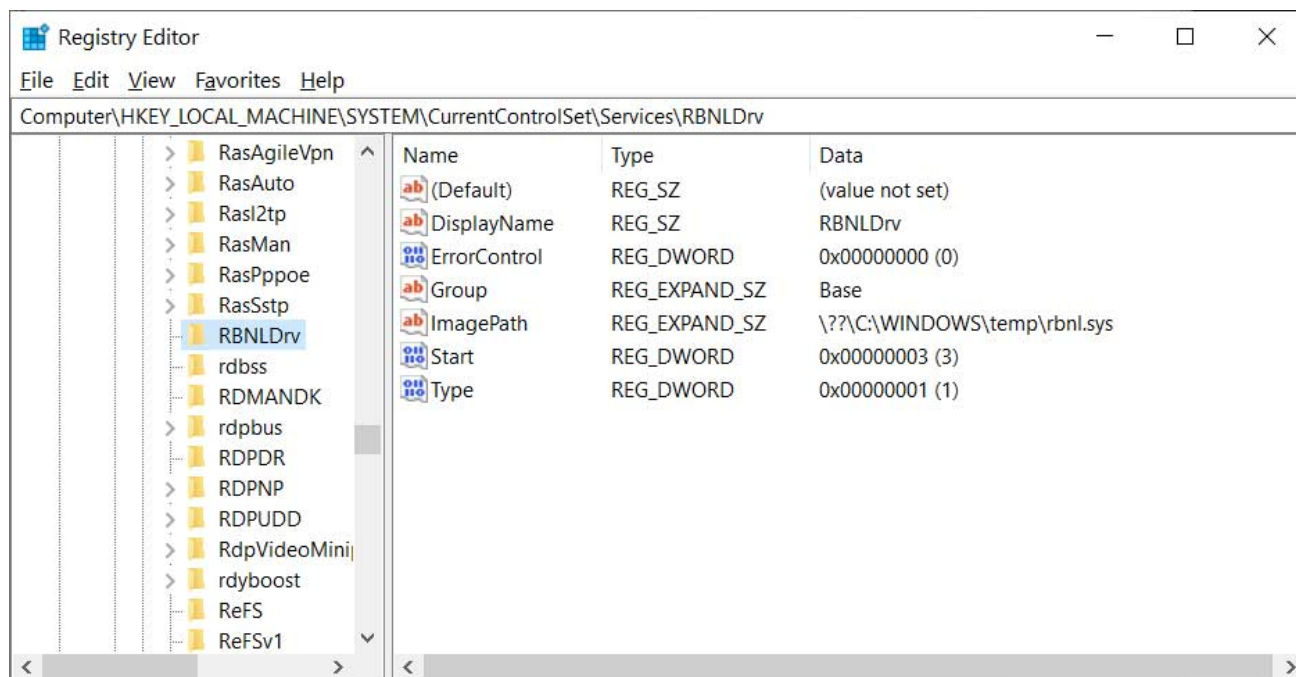 Registry Editor
File Edit View Favorites Help
Computer\HKEY_LOCAL_MACHINE\SYSTEM\CurrentControlSet\Services\RBNLDrv
RasAgileVpn
RasAuto
Rasl2tp
RasMan
RasPppoe
RasSstp
RBNLDrv
rdbss
RDMANDK
rdpbus
RDPDR
RDPNP
RDPUDD
RdpVideoMini
rdyboost
ReFS
ReFSv1
Name Type Data
(Default) REG_SZ (value not set)
DisplayName REG_SZ RBNLDrv
ErrorControl REG_DWORD 0x00000000 (0)
Group REG_EXPAND_SZ Base
ImagePath REG_EXPAND_SZ \??\C:\WINDOWS\temp\rbnl.sys
Start REG_DWORD 0x00000003 (3)
Type REG_DWORD 0x00000001 (1)